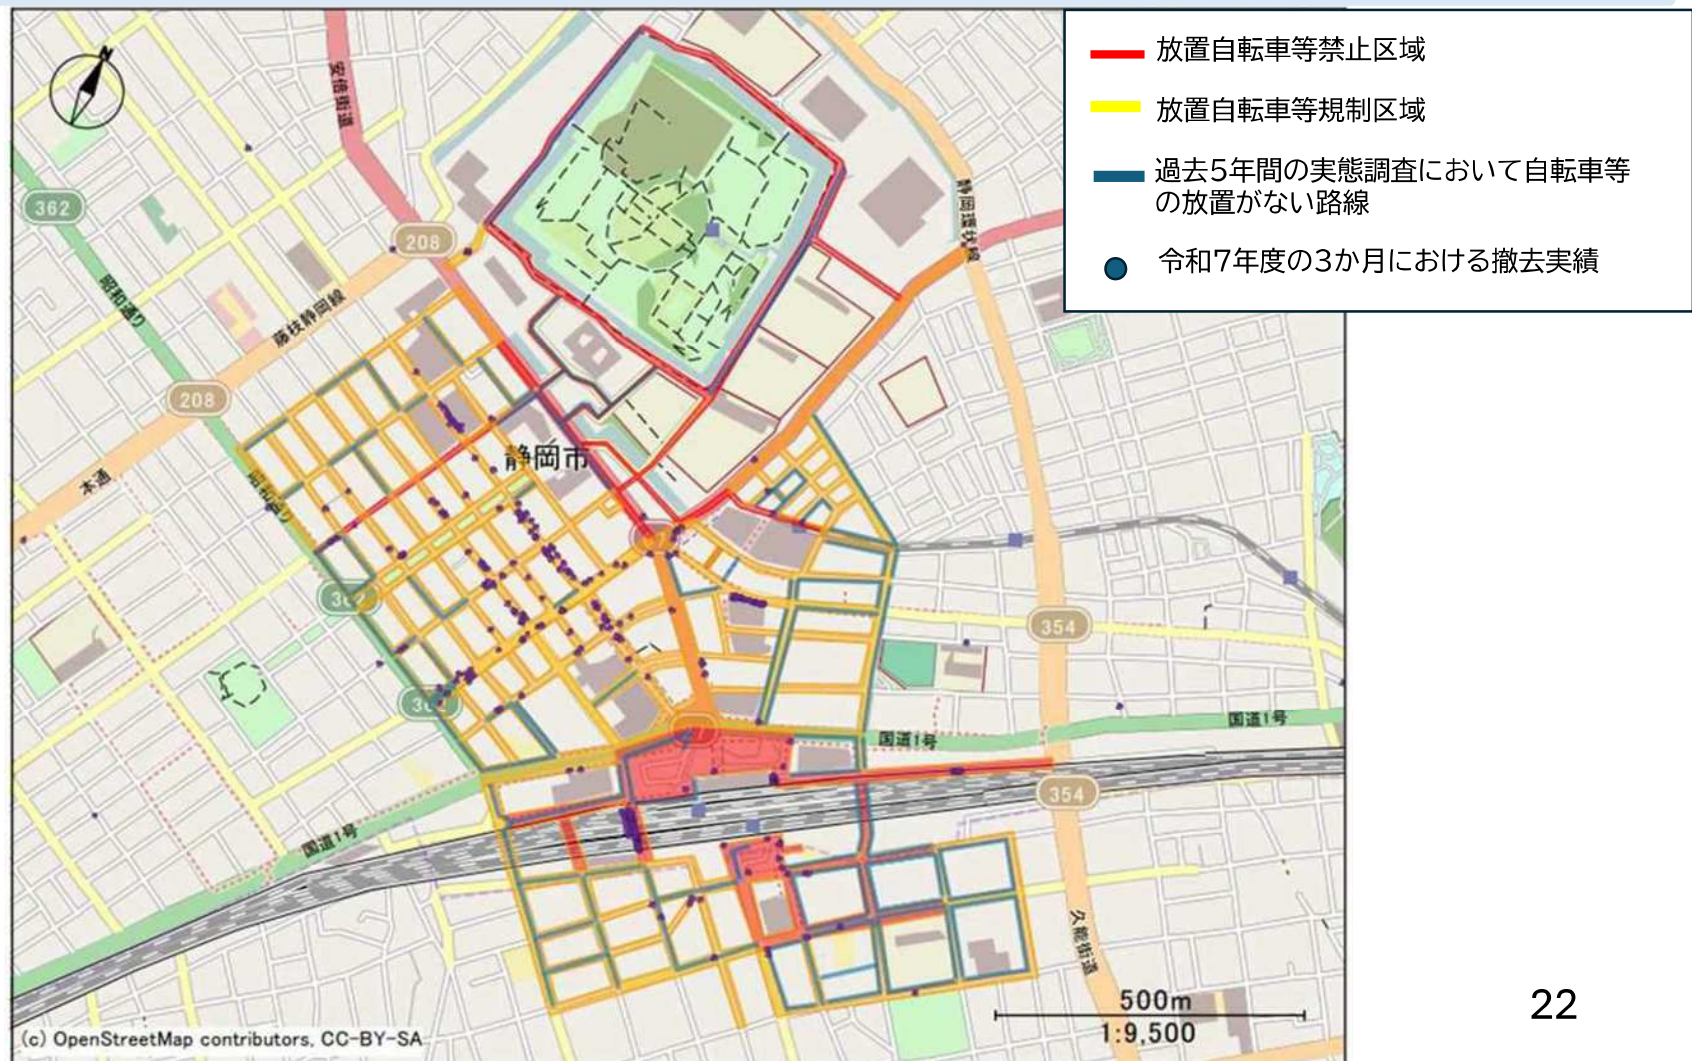 放置自転車等禁止区域
放置自転車等規制区域
過去5年間の実態調査において自転車等
の放置がない路線
令和7年度の3か月における撤去実績
N
安倍街道
362
208
静岡環状線
昭和通り
藤枝静岡線
208
静岡市
本通
昭和通り
362
354
362
国道1号
国道1号
354
国道1号
久能街道
500m
1:9,500
(c) OpenStreetMap contributors, CC-BY-SA
22